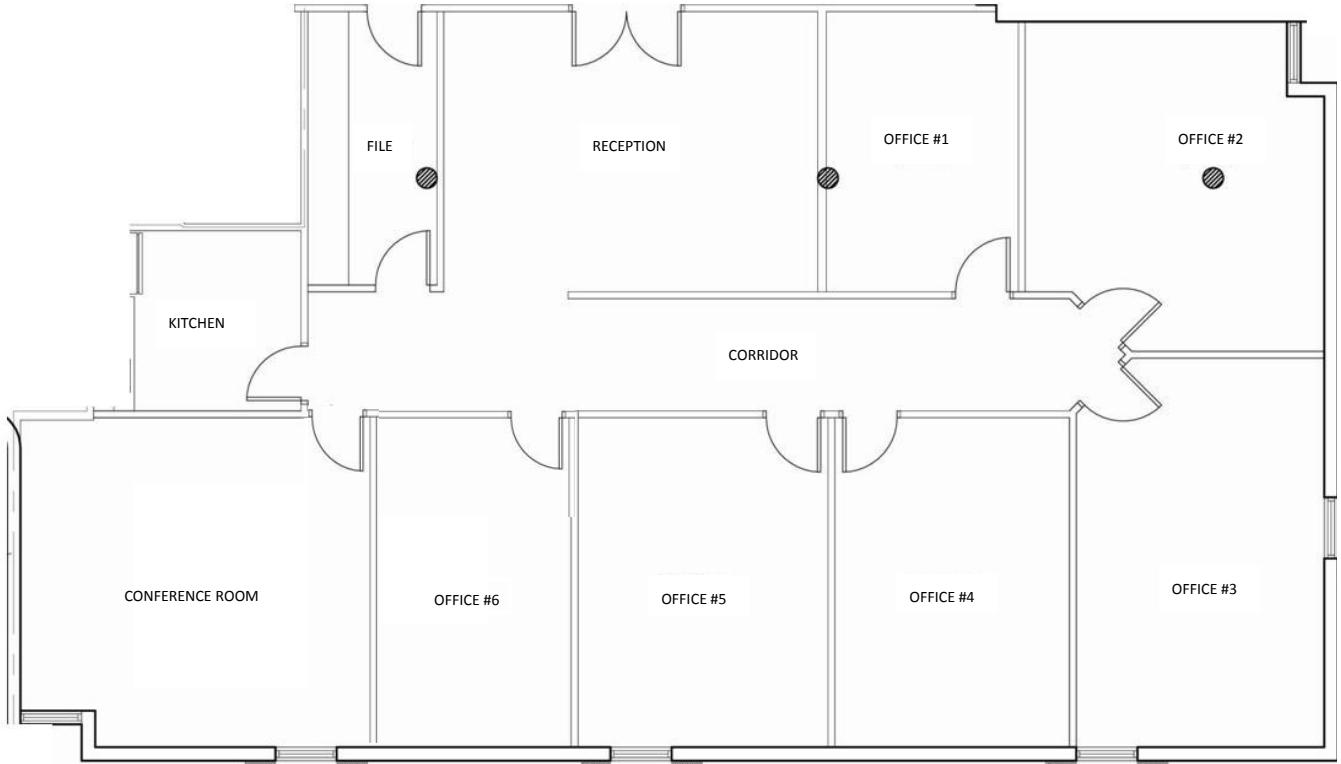 FILE
RECEPTION
OFFICE #1
OFFICE #2
KITCHEN
CORRIDOR
CONFERENCE ROOM
OFFICE #6
OFFICE #5
OFFICE #4
OFFICE #3